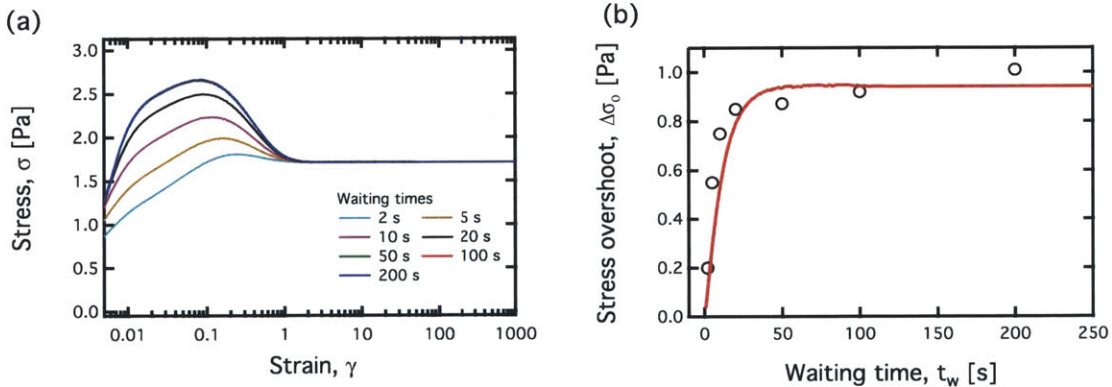 (a)
3.0
2.5
2.0
1.5
1.0
0.5
0.0
Stress, σ [Pa]
Waiting times
2 s 5 s
10 s 20 s
50 s 100 s
200 s
0.01 0.1 1 10 100 1000
Strain, γ
(b)
1.0
0.8
0.6
0.4
0.2
0.0
Stress overshoot, Δσ₀ [Pa]
0 50 100 150 200 250
Waiting time, t_w [s]